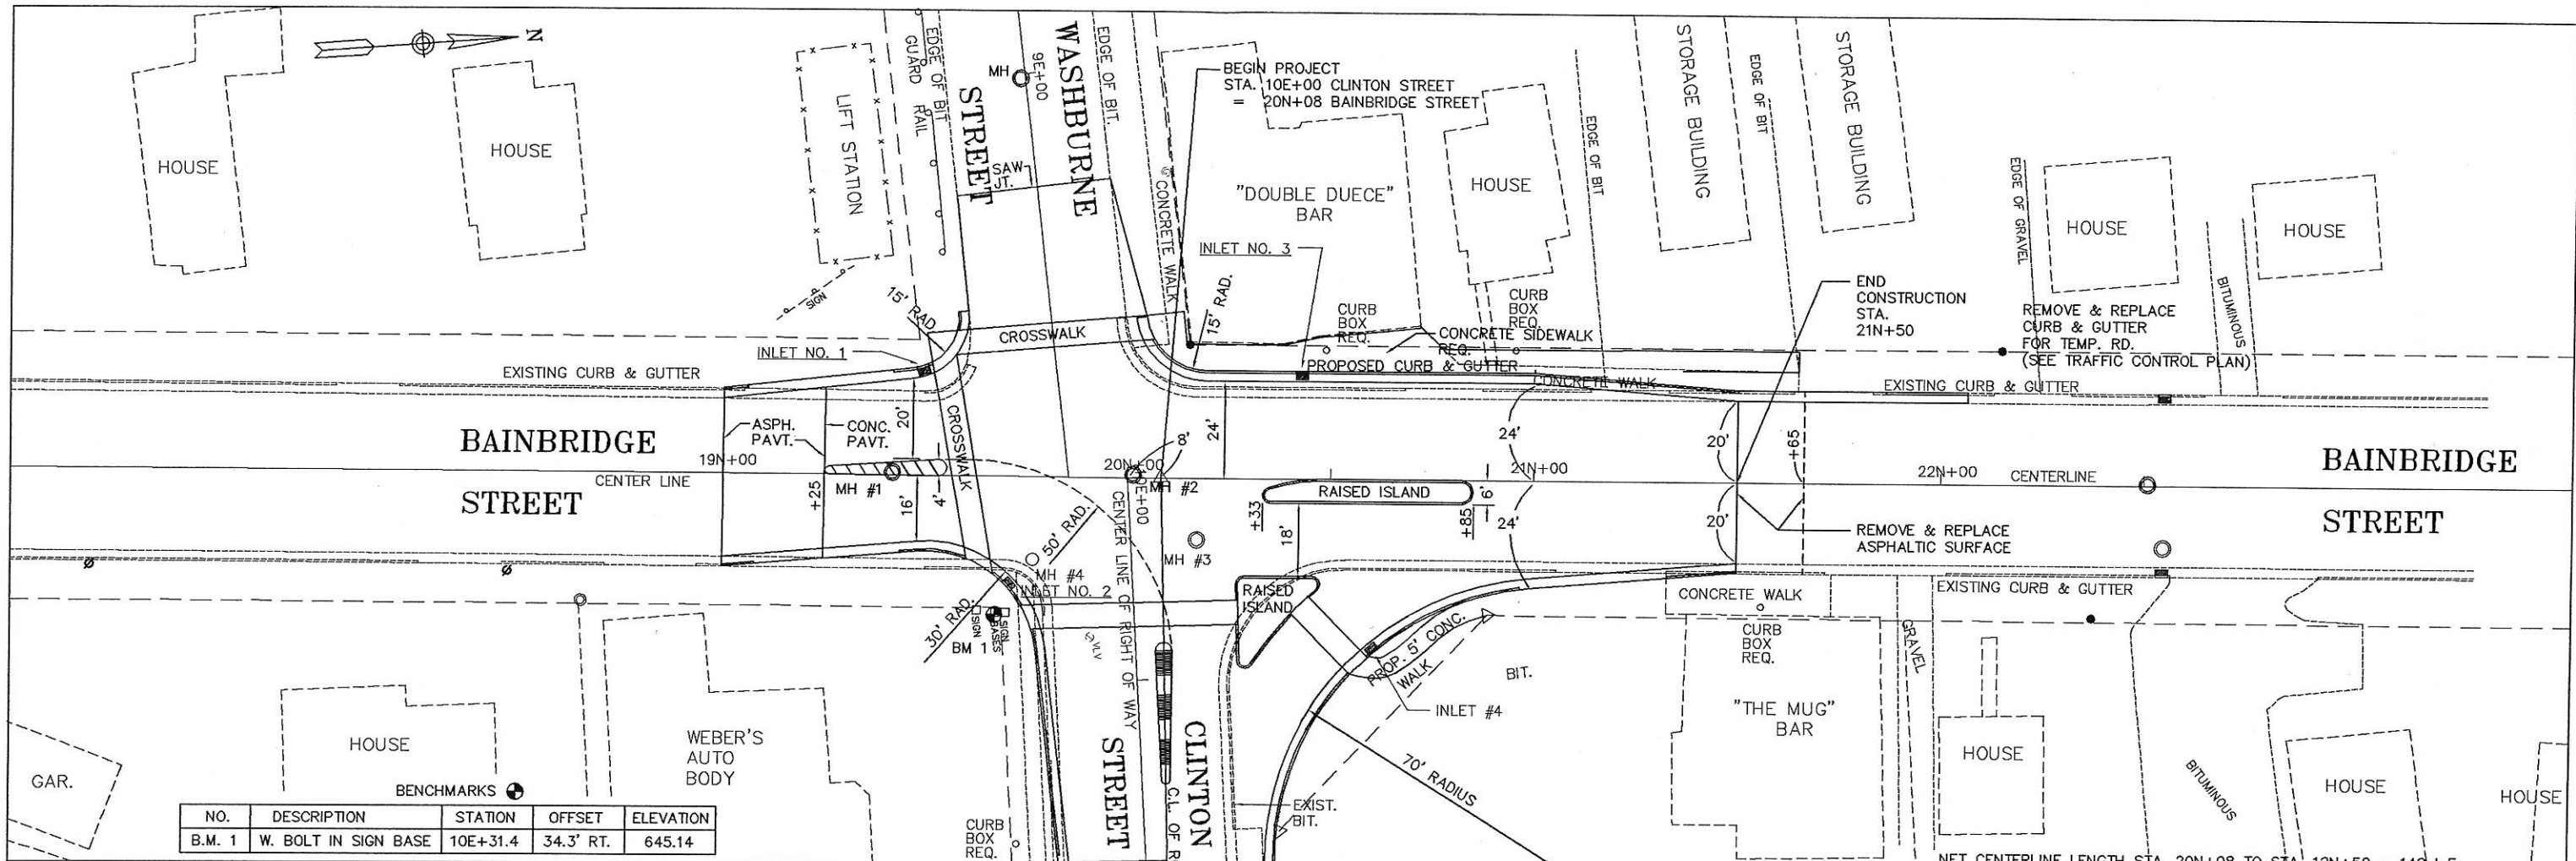 N
HOUSE
HOUSE
LIFT STATION
GUARD RAIL
EDGE OF BIT
SIGN
WASHBURNE
STREET
MH
9E+00
EDGE OF BIT.
SAW
JT.
CONCRETE WALK
BEGIN PROJECT
STA. 10E+00 CLINTON STREET
= 20N+08 BAINBRIDGE STREET
"DOUBLE DUECE"
BAR
HOUSE
EDGE OF BIT
STORAGE BUILDING
EDGE OF BIT
STORAGE BUILDING
EDGE OF GRAVEL
HOUSE
BITUMINOUS
HOUSE
INLET NO. 3
INLET NO. 1
15' RAD.
CROSSWALK
15' RAD.
CURB
BOX
REQ.
CURB
BOX
REQ.
CONCRETE SIDEWALK
REQ.
PROPOSED CURB & GUTTER
CONCRETE WALK
END
CONSTRUCTION
STA.
21N+50
REMOVE & REPLACE
CURB & GUTTER
FOR TEMP. RD.
(SEE TRAFFIC CONTROL PLAN)
EXISTING CURB & GUTTER
EXISTING CURB & GUTTER
BAINBRIDGE
STREET
ASPH.
PAVT.
CONC.
PAVT.
20'
CROSSWALK
24'
8'
24'
20'
+65
19N+00
20N+00
21N+00
22N+00
CENTER LINE
CENTERLINE
BAINBRIDGE
STREET
+25
MH #1
16'
4'
MH #2
10E+00
RAISED ISLAND
6'
+33
+85
18'
24'
20'
REMOVE & REPLACE
ASPHALTIC SURFACE
50' RAD.
MH #3
MH #4
INLET NO. 2
CENTER LINE OF RIGHT OF WAY
RAISED
ISLAND
30' RAD.
SIGN
SIGN
BASES
BM 1
VLV
PROP. 5' CONC.
WALK
BIT.
INLET #4
CONCRETE WALK
EXISTING CURB & GUTTER
CURB
BOX
REQ.
GRAVEL
"THE MUG"
BAR
HOUSE
BITUMINOUS
HOUSE
HOUSE
GAR.
HOUSE
WEBER'S
AUTO
BODY
CLINTON
STREET
C.L. OF R
70' RADIUS
EXIST.
BIT.
CURB
BOX
REQ.
BENCHMARKS
NO. DESCRIPTION STATION OFFSET ELEVATION
B.M. 1 W. BOLT IN SIGN BASE 10E+31.4 34.3' RT. 645.14